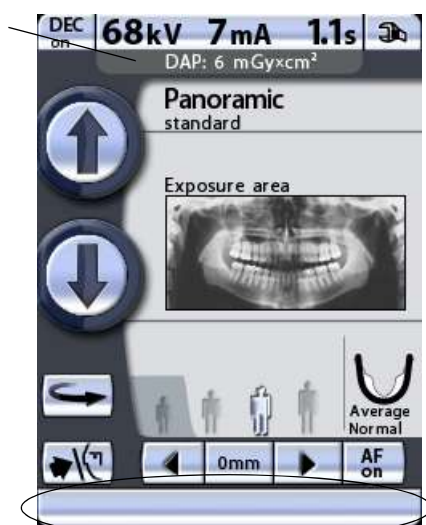 DEC on 68kV 7mA 1.1s
DAP: 6 mGy×cm²
Panoramic
standard
Exposure area
Average
Normal
0mm AF on